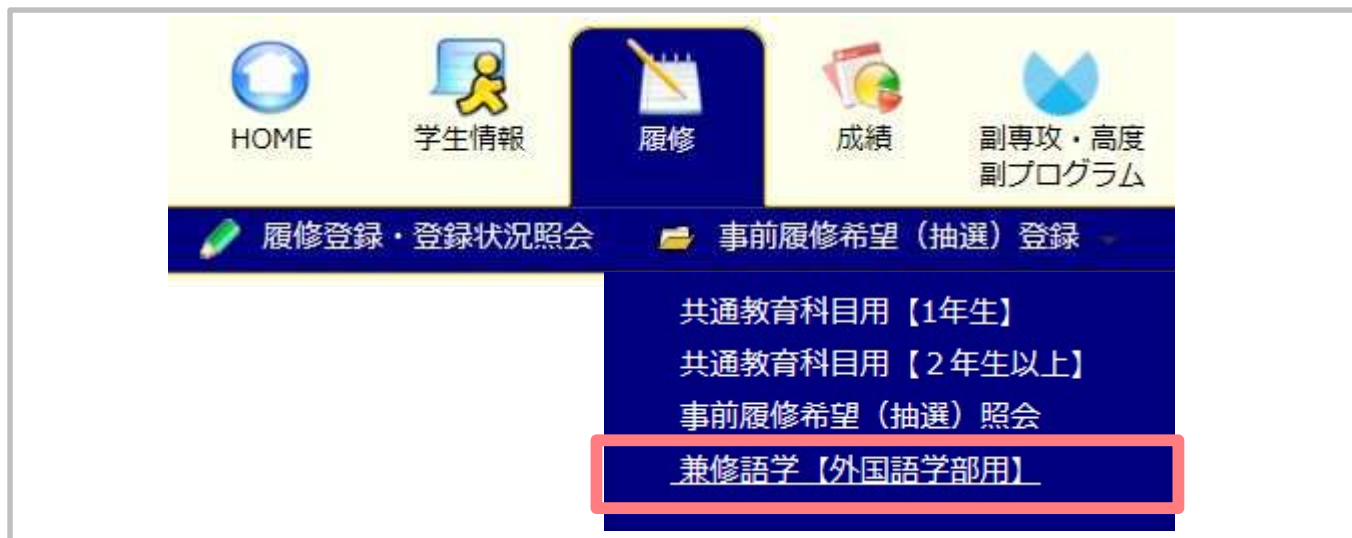 HOME
学生情報
履修
成績
副専攻・高度
副プログラム
履修登録・登録状況照会
事前履修希望（抽選）登録
共通教育科目用【1年生】
共通教育科目用【２年生以上】
事前履修希望（抽選）照会
兼修語学【外国語学部用】